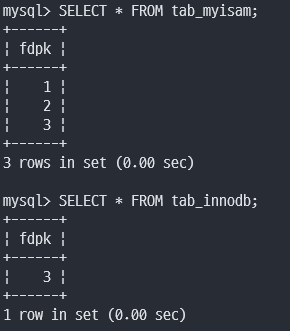 mysql> SELECT * FROM tab_myisam;
+------+
¦ fdpk ¦
+------+
¦    1 ¦
¦    2 ¦
¦    3 ¦
+------+
3 rows in set (0.00 sec)

mysql> SELECT * FROM tab_innodb;
+------+
¦ fdpk ¦
+------+
¦    3 ¦
+------+
1 row in set (0.00 sec)